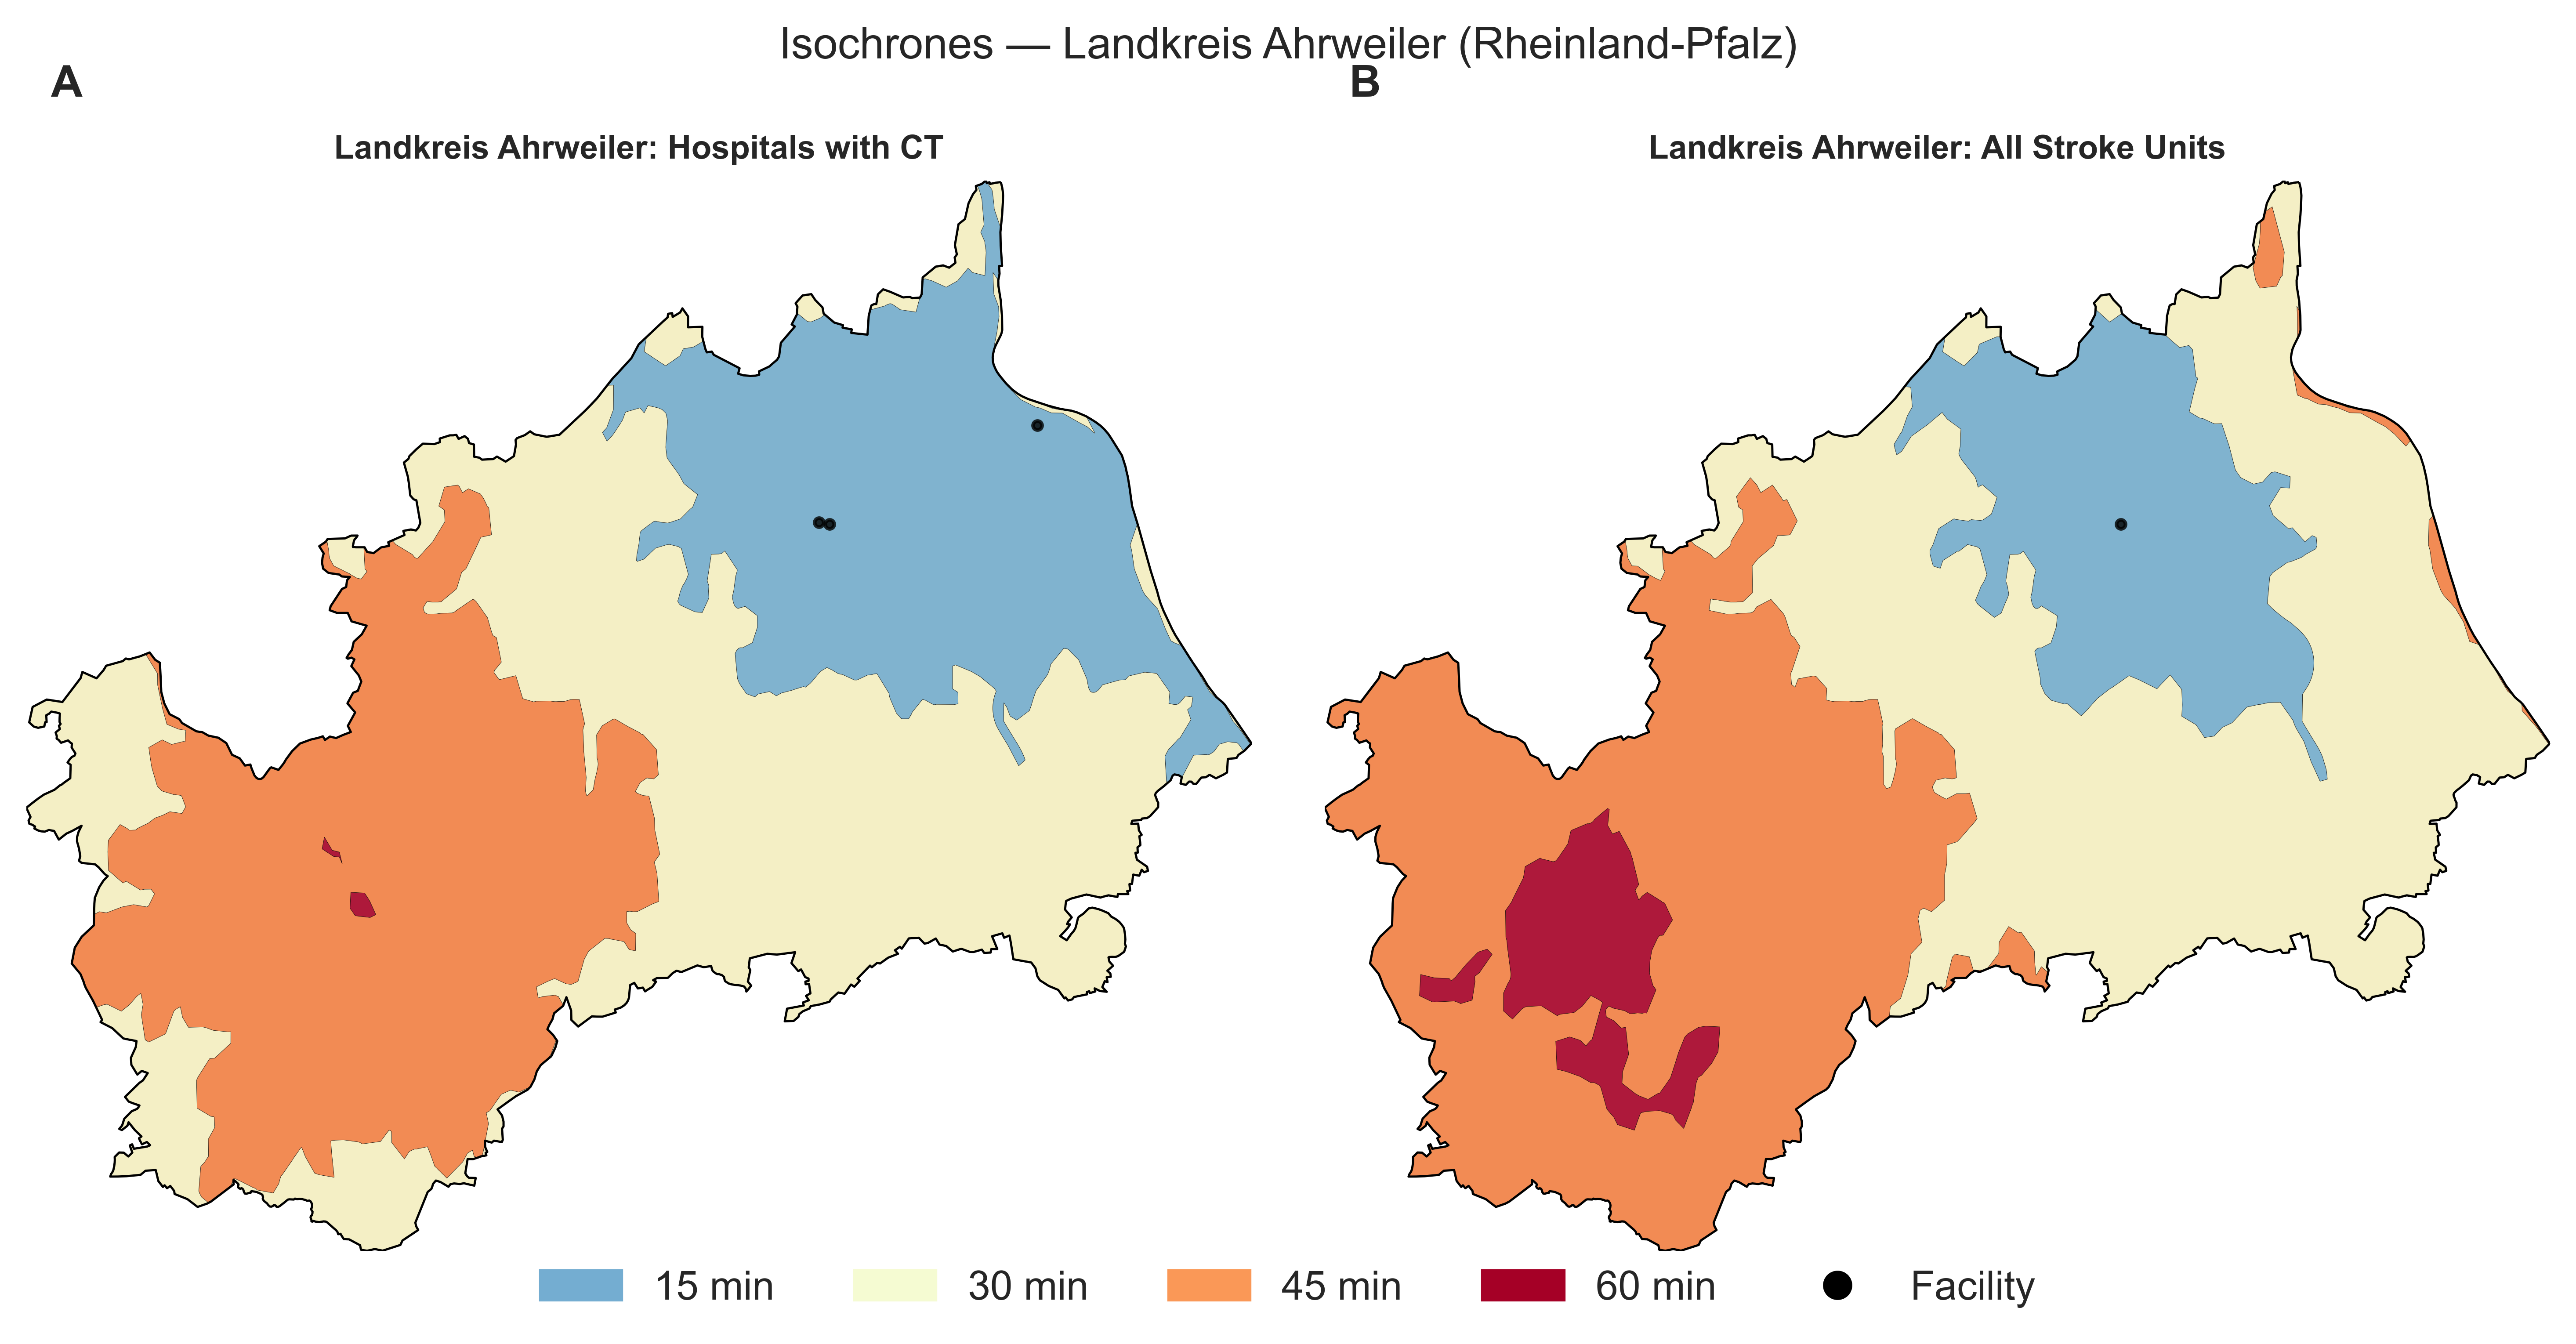 Isochrones — Landkreis Ahrweiler (Rheinland-Pfalz)
A
B
Landkreis Ahrweiler: Hospitals with CT
Landkreis Ahrweiler: All Stroke Units
15 min
30 min
45 min
60 min
Facility